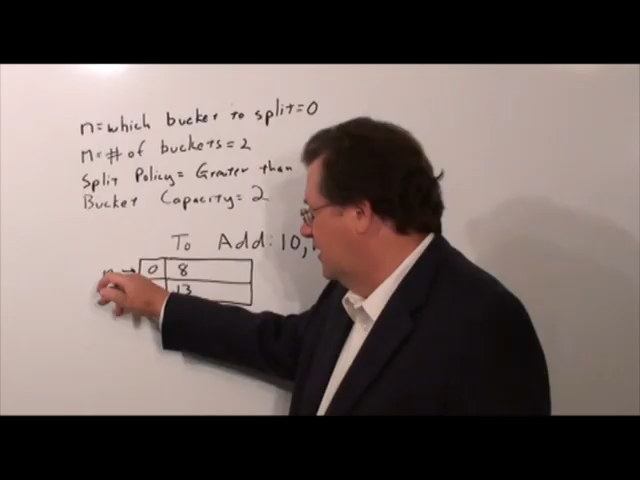 n=which bucket to split=0
M=# of buckets=2
Split Policy= Greater than
Bucket Capacity= 2
To Add: 10,
n→ 0 8
13